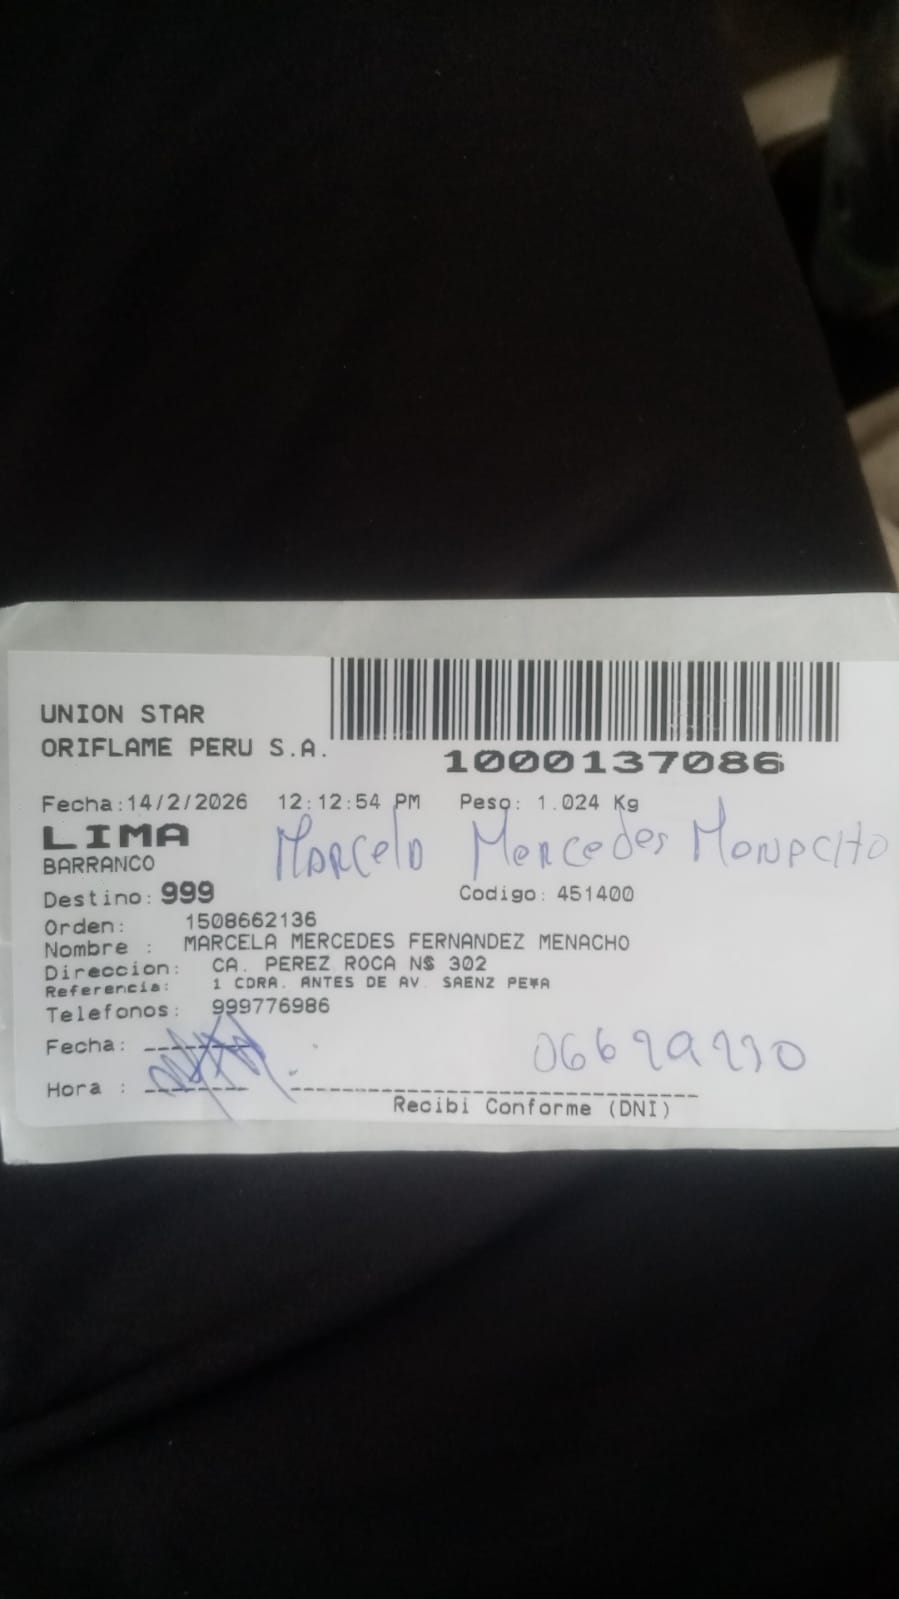 UNION STAR
ORIFLAME PERU S.A.
1000137086
Fecha:14/2/2026 12:12:54 PM Peso: 1.024 Kg
LIMA
Marcela Mercedes Menacho
BARRANCO
Destino: 999 Codigo: 451400
Orden: 1508662136
Nombre : MARCELA MERCEDES FERNANDEZ MENACHO
Direccion: CA. PEREZ ROCA N$ 302
Referencia: 1 CDRA. ANTES DE AV. SAENZ PE¥A
Telefonos: 999776986
Fecha:
Hora :
Recibi Conforme (DNI)